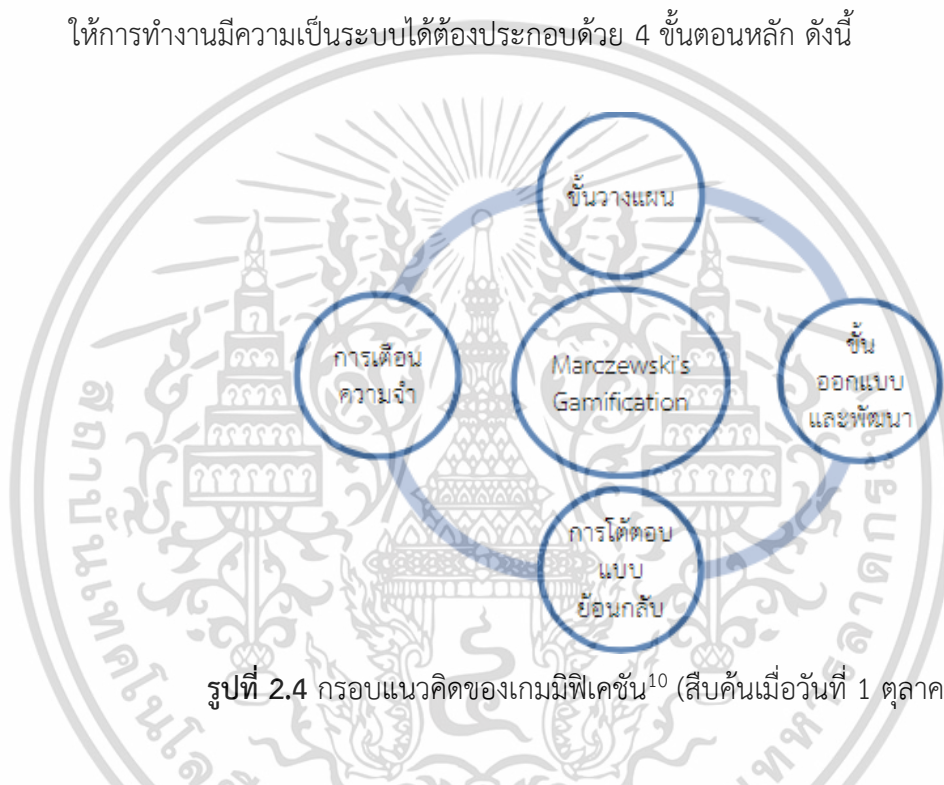 ให้การทำงานมีความเป็นระบบได้ต้องประกอบด้วย 4 ขั้นตอนหลัก ดังนี้
ขั้นวางแผน
การเตือน
ความจำ
Marczewski's
Gamification
ขั้น
ออกแบบ
และพัฒนา
การโต้ตอบ
แบบ
ย้อนกลับ
รูปที่ 2.4 กรอบแนวคิดของเกมมิฟิเคชัน10 (สืบค้นเมื่อวันที่ 1 ตุลาค